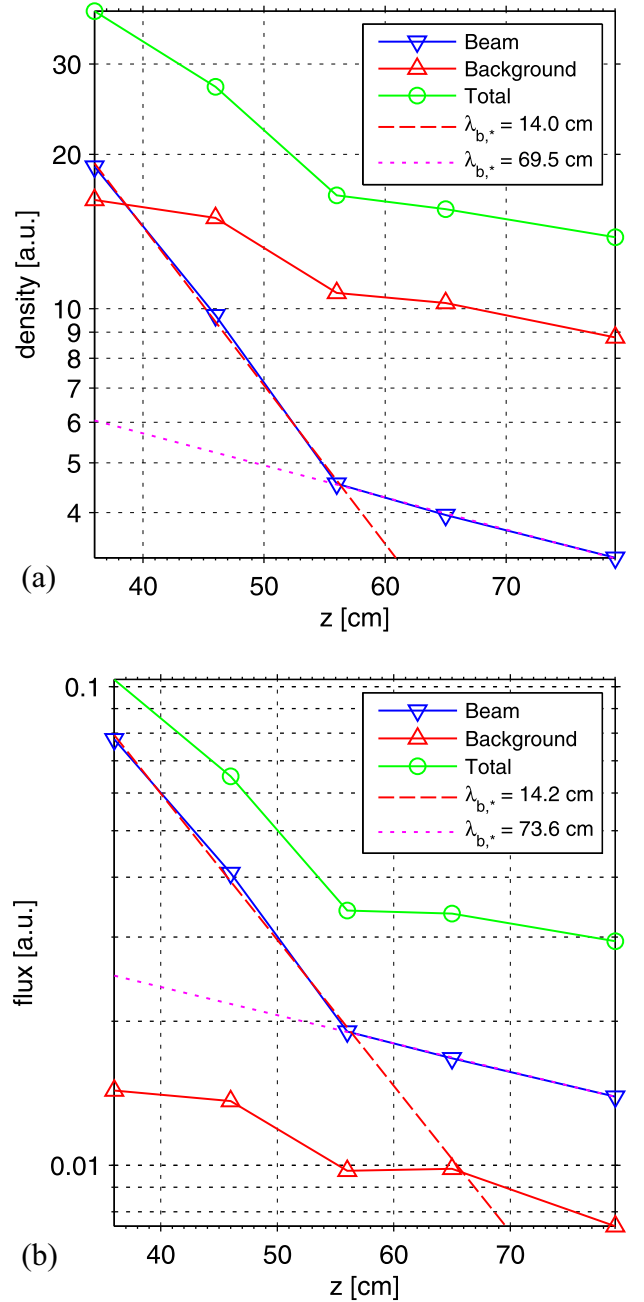 Beam
Background
Total
λb,* = 14.0 cm
λb,* = 69.5 cm
30
20
10
9
8
7
6
5
4
density [a.u.]
40 50 60 70
z [cm]
(a)
Beam
Background
Total
λb,* = 14.2 cm
λb,* = 73.6 cm
0.1
0.01
flux [a.u.]
40 50 60 70
z [cm]
(b)